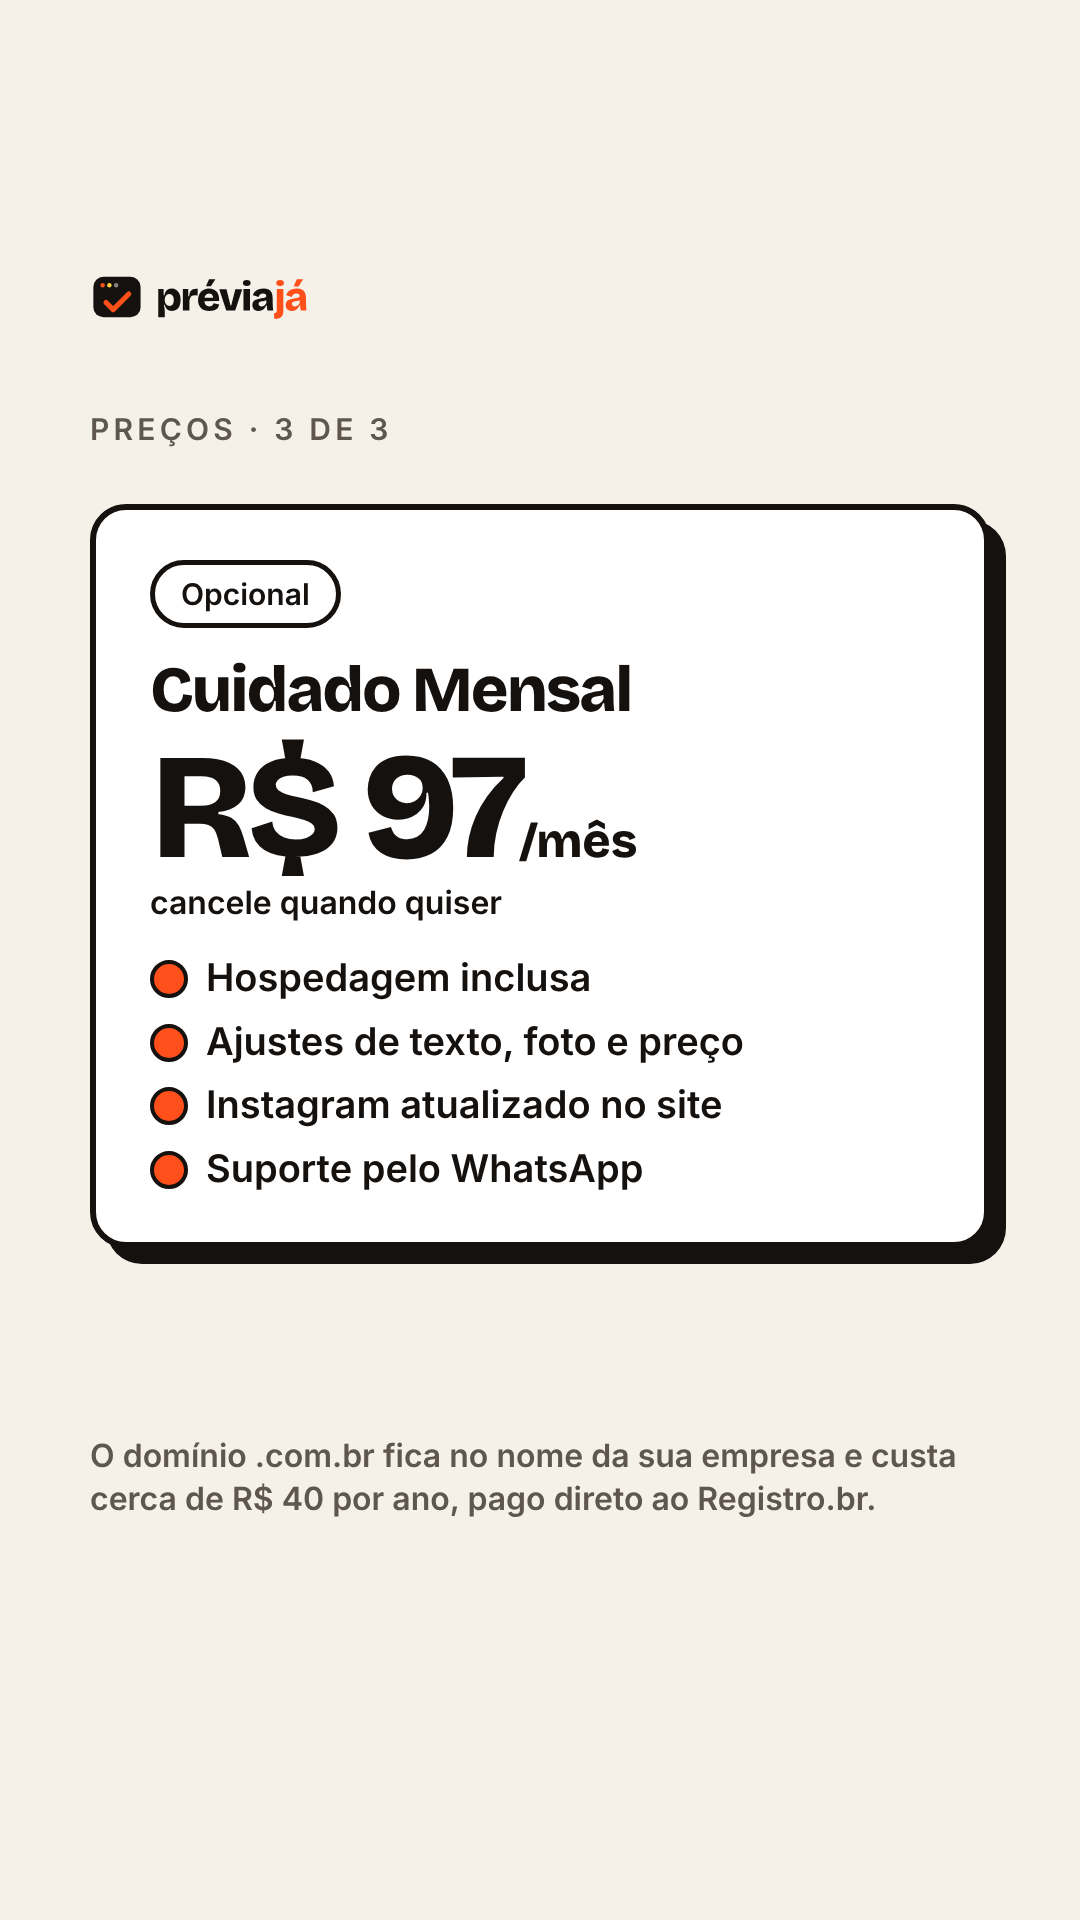 préviajá
PREÇOS · 3 DE 3
Opcional
Cuidado Mensal
R$ 97/mês
cancele quando quiser
Hospedagem inclusa
Ajustes de texto, foto e preço
Instagram atualizado no site
Suporte pelo WhatsApp
O domínio .com.br fica no nome da sua empresa e custa
cerca de R$ 40 por ano, pago direto ao Registro.br.